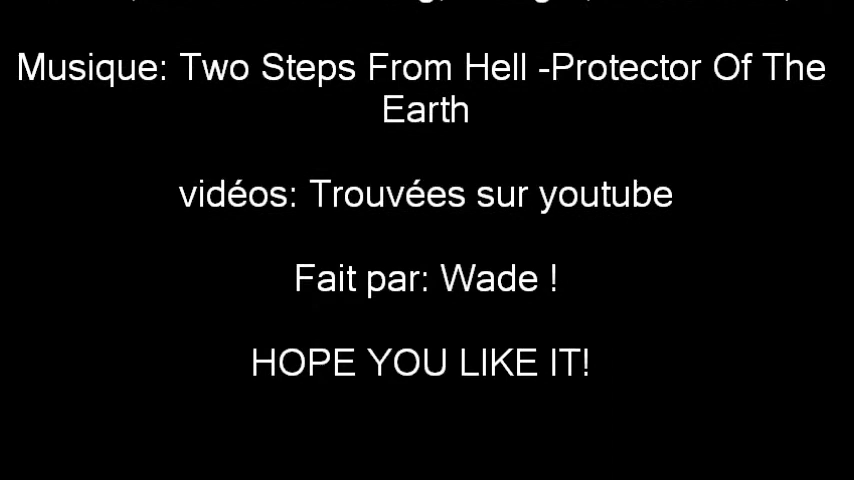 Musique: Two Steps From Hell -Protector Of The
Earth
vidéos: Trouvées sur youtube
Fait par: Wade !
HOPE YOU LIKE IT!